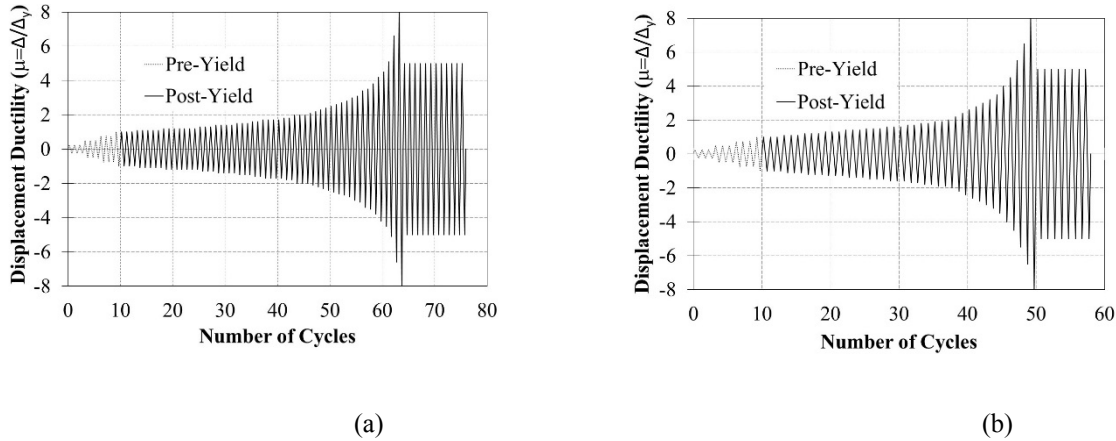 Displacement Ductility (μ=Δ/Δy)
8
6
4
2
0
-2
-4
-6
-8
Pre-Yield
Post-Yield
0 10 20 30 40 50 60 70 80
Number of Cycles
(a)
Displacement Ductility (μ=Δ/Δy)
8
6
4
2
0
-2
-4
-6
-8
Pre-Yield
Post-Yield
0 10 20 30 40 50 60
Number of Cycles
(b)